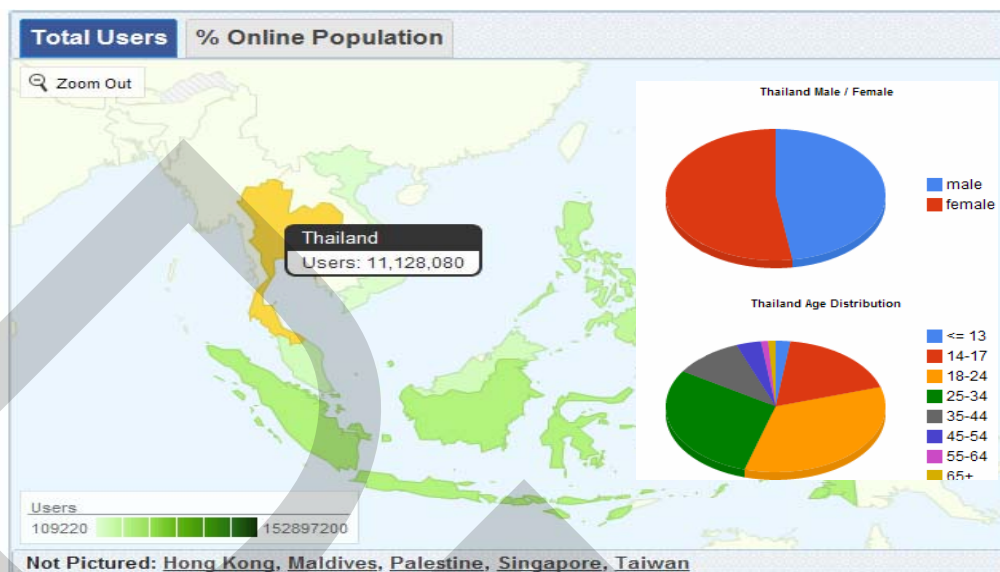 Total Users % Online Population
Zoom Out
Thailand
Users: 11,128,080
Thailand Male / Female
male
female
Thailand Age Distribution
<= 13
14-17
18-24
25-34
35-44
45-54
55-64
65+
Users
109220 152897200
Not Pictured: Hong Kong, Maldives, Palestine, Singapore, Taiwan